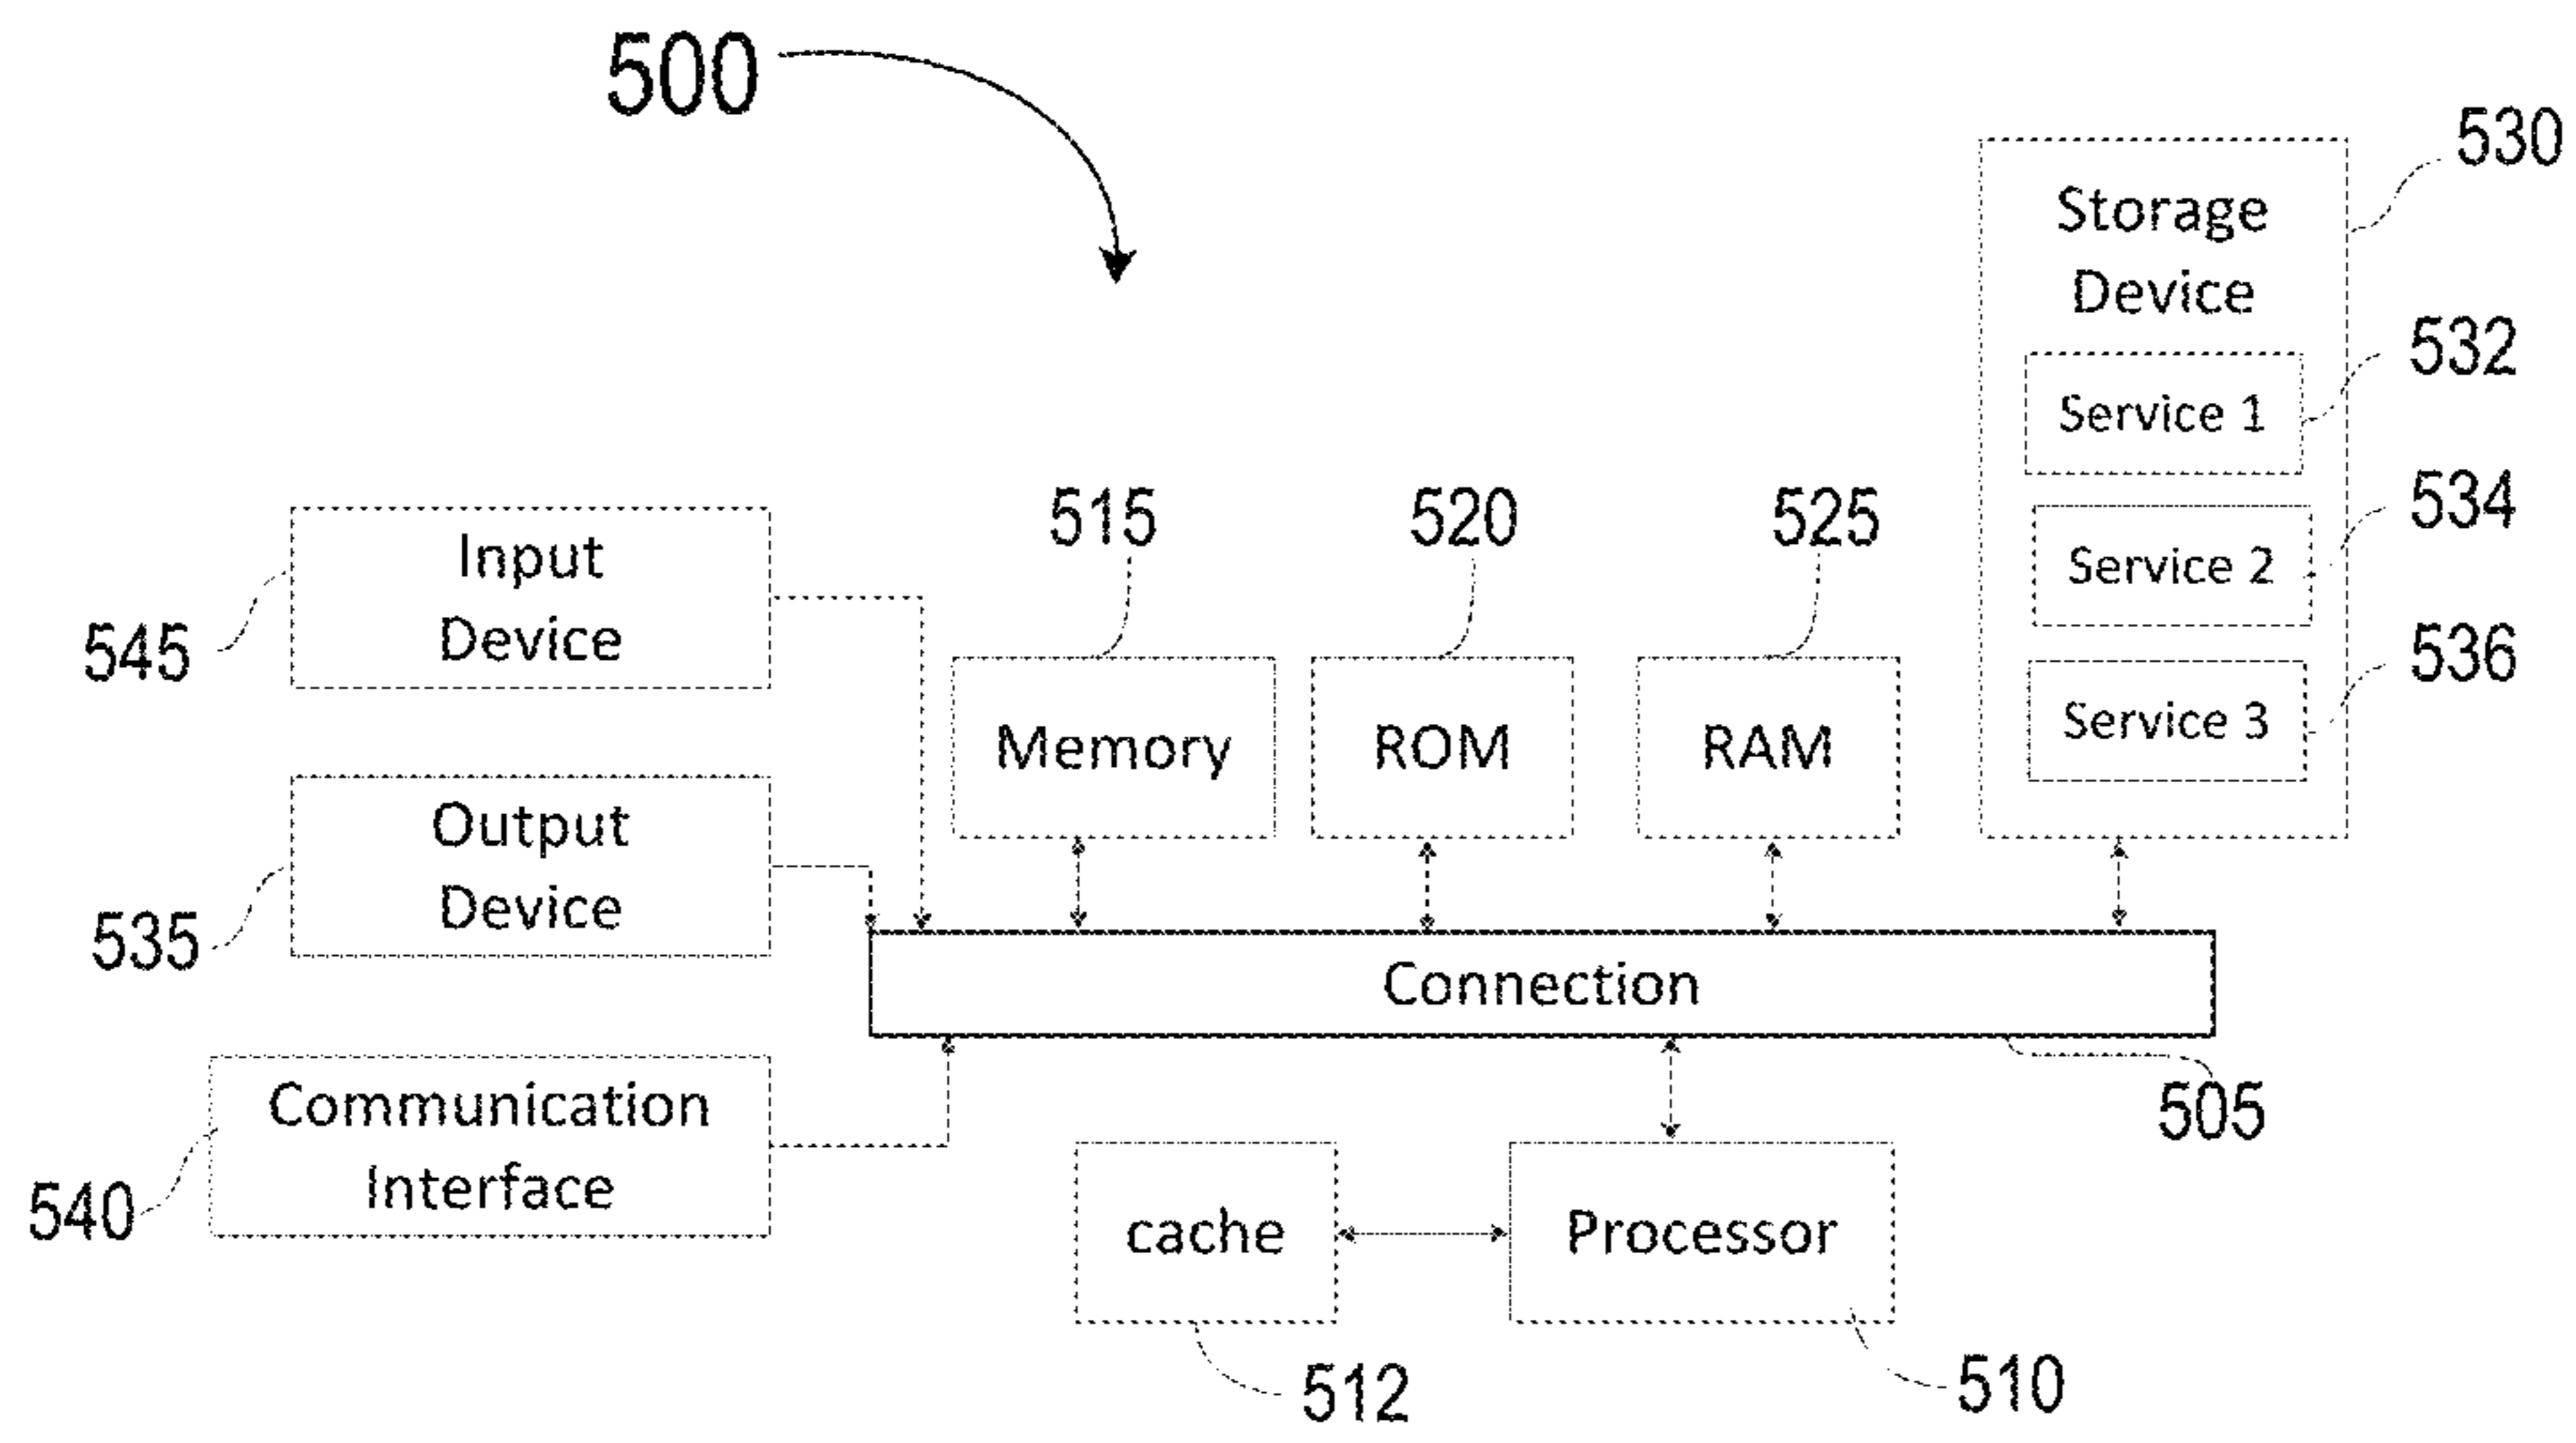 500
530
Storage
Device
532
Service 1
534
Service 2
536
Service 3
515
520
525
Input
Device
545
Memory
ROM
RAM
Output
Device
535
Connection
505
Communication
Interface
540
cache
Processor
512
510